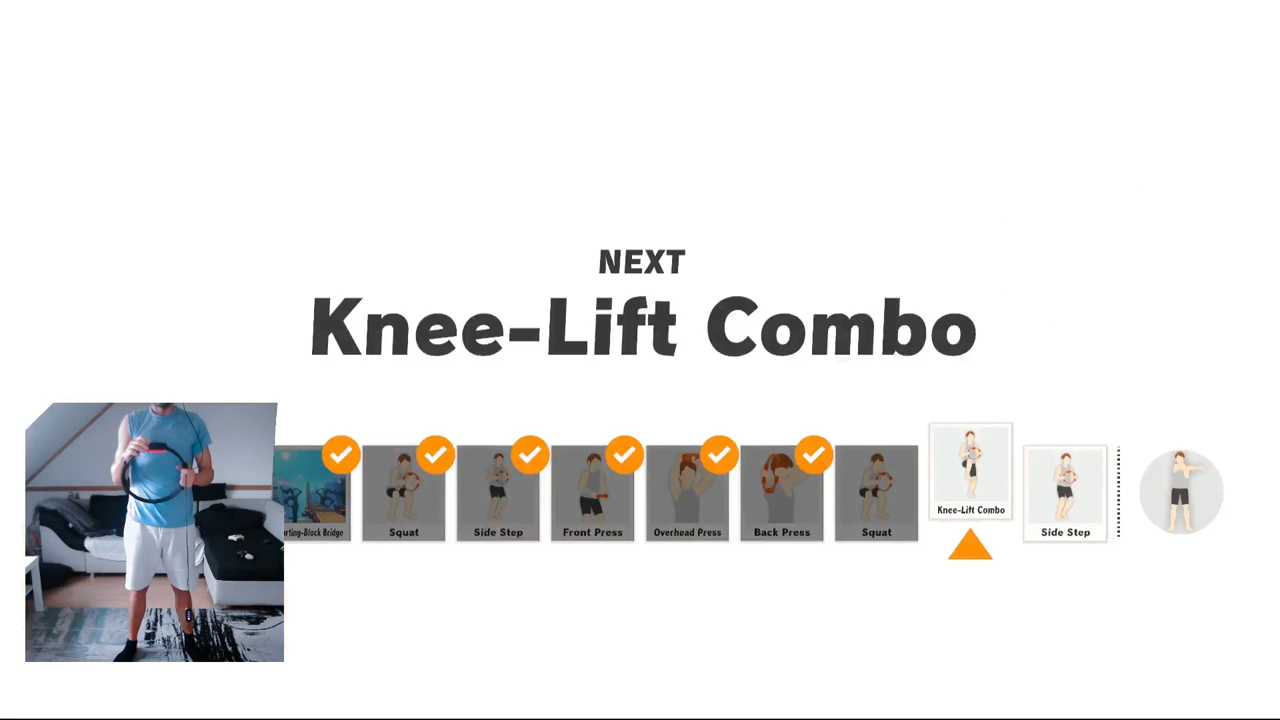 NEXT
Knee-Lift Combo
Squat
Side Step
Front Press
Overhead Press
Back Press
Squat
Knee-Lift Combo
Side Step